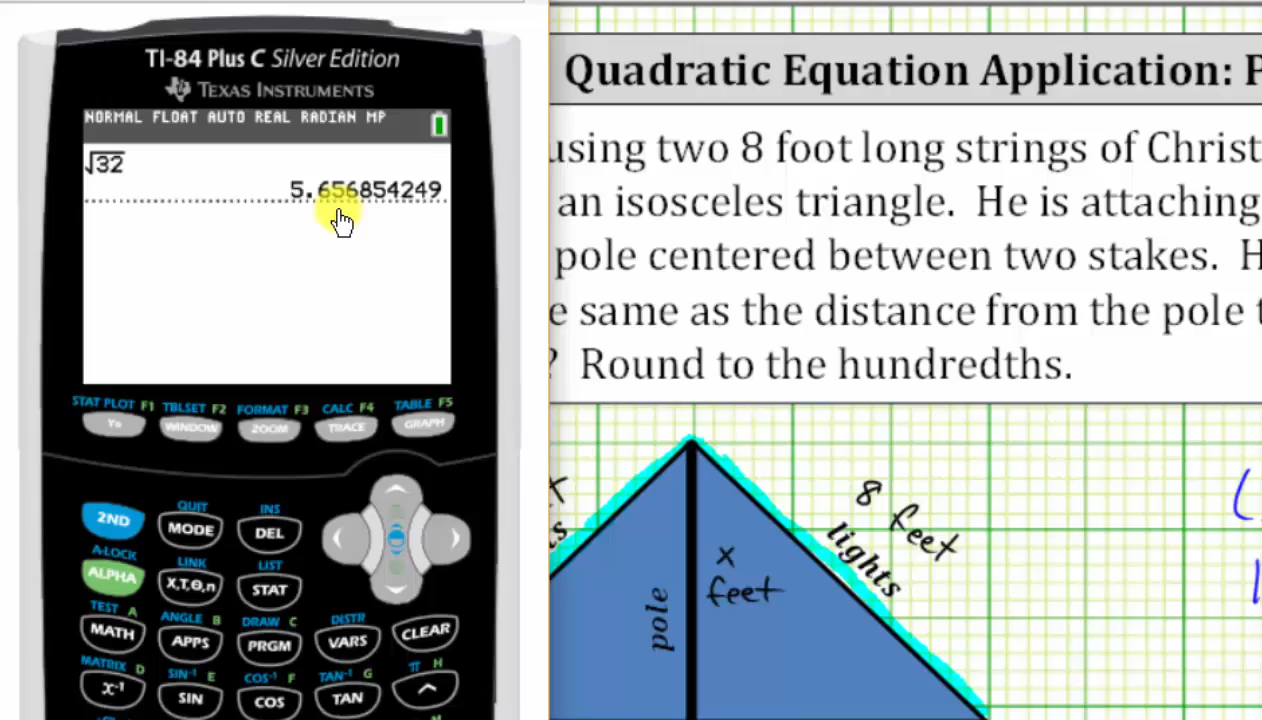 TI-84 Plus C Silver Edition
TEXAS INSTRUMENTS
NORMAL FLOAT AUTO REAL RADIAN MP
√32
5.656854249
STAT PLOT F1 TBLSET F2 FORMAT F3 CALC F4 TABLE F5
Y= WINDOW ZOOM TRACE GRAPH
QUIT INS
2ND MODE DEL
A-LOCK LINK LIST
ALPHA X,T,Θ,n STAT
TEST A ANGLE B DRAW C DISTR
MATH APPS PRGM VARS CLEAR
MATRIX D SIN⁻¹ E COS⁻¹ F TAN⁻¹ G π H
x⁻¹ SIN COS TAN ^
Quadratic Equation Application:
using two 8 foot long strings of Christ
an isosceles triangle. He is attaching
pole centered between two stakes. H
e same as the distance from the pole t
? Round to the hundredths.
8 feet
lights
x
feet
pole